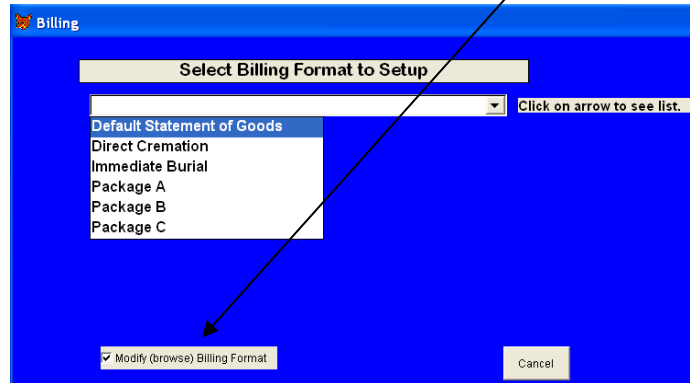 Billing
Select Billing Format to Setup
Click on arrow to see list.
Default Statement of Goods
Direct Cremation
Immediate Burial
Package A
Package B
Package C
Modify (browse) Billing Format
Cancel